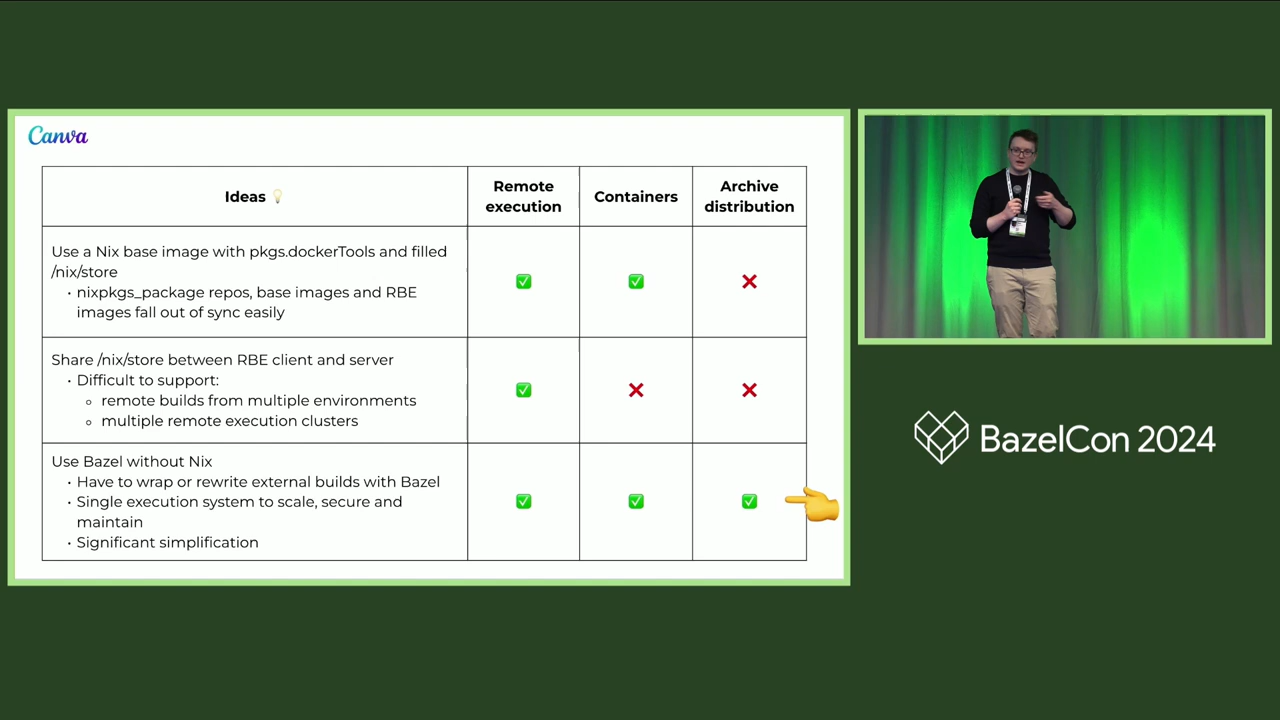 Canva
Ideas 💡
Remote
execution
Containers
Archive
distribution
Use a Nix base image with pkgs.dockerTools and filled
/nix/store
• nixpkgs_package repos, base images and RBE
images fall out of sync easily
✅
✅
❌
Share /nix/store between RBE client and server
• Difficult to support:
◦ remote builds from multiple environments
◦ multiple remote execution clusters
✅
❌
❌
Use Bazel without Nix
• Have to wrap or rewrite external builds with Bazel
• Single execution system to scale, secure and
maintain
• Significant simplification
✅
✅
✅
BazelCon 2024